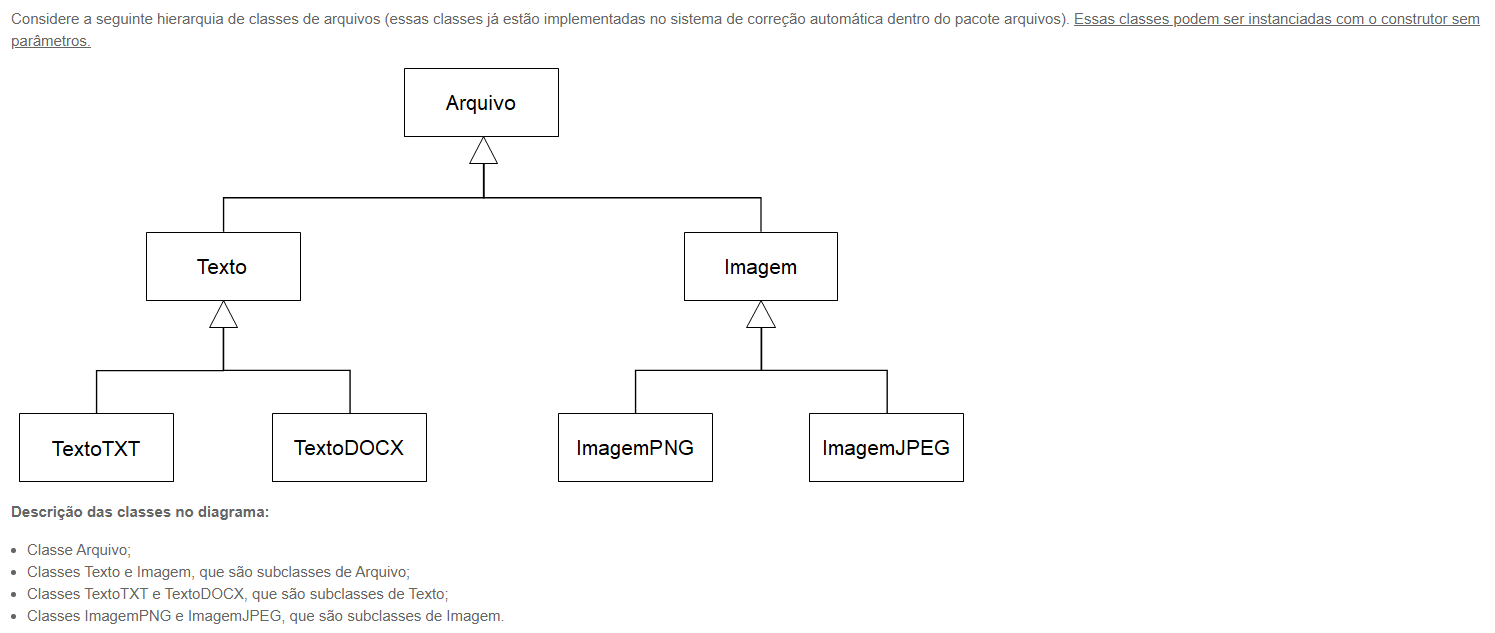 Considere a seguinte hierarquia de classes de arquivos (essas classes já estão implementadas no sistema de correção automática dentro do pacote arquivos). Essas classes podem ser instanciadas com o construtor sem
parâmetros.
Arquivo
Texto
Imagem
TextoTXT
TextoDOCX
ImagemPNG
ImagemJPEG
Descrição das classes no diagrama:
• Classe Arquivo;
• Classes Texto e Imagem, que são subclasses de Arquivo;
• Classes TextoTXT e TextoDOCX, que são subclasses de Texto;
• Classes ImagemPNG e ImagemJPEG, que são subclasses de Imagem.